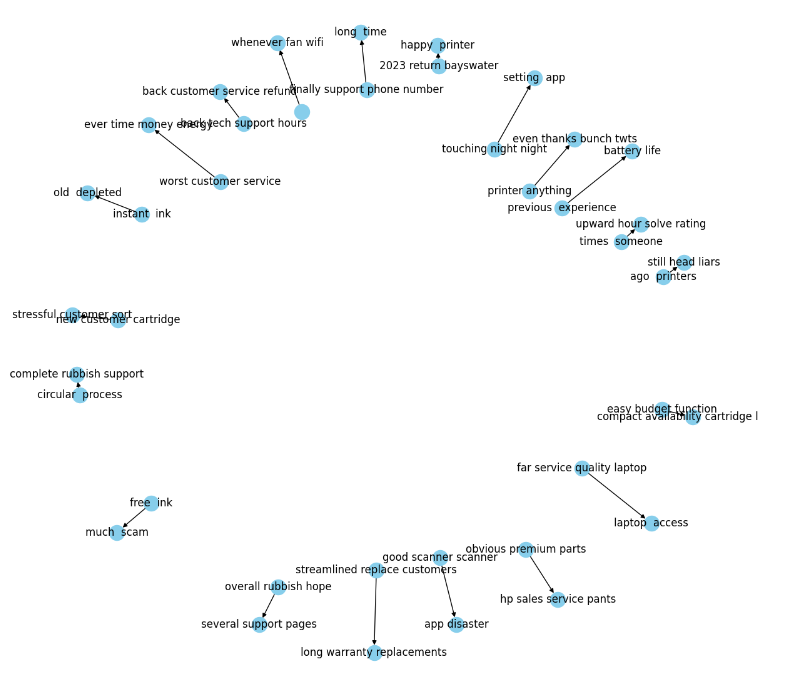 long  time
whenever fan wifi
happy  printer
2023 return bayswater
setting  app
back customer service refund
finally support phone number
ever time money energy
back tech support hours
even thanks bunch twts
touching night night
battery  life
worst customer service
old  depleted
printer anything
previous  experience
instant  ink
upward hour solve rating
times  someone
still head liars
ago  printers
stressful customer sort
new customer cartridge
complete rubbish support
circular  process
easy budget function
compact availability cartridge l
far service quality laptop
free  ink
laptop  access
much  scam
obvious premium parts
good scanner scanner
streamlined replace customers
overall rubbish hope
hp sales service pants
several support pages
app disaster
long warranty replacements